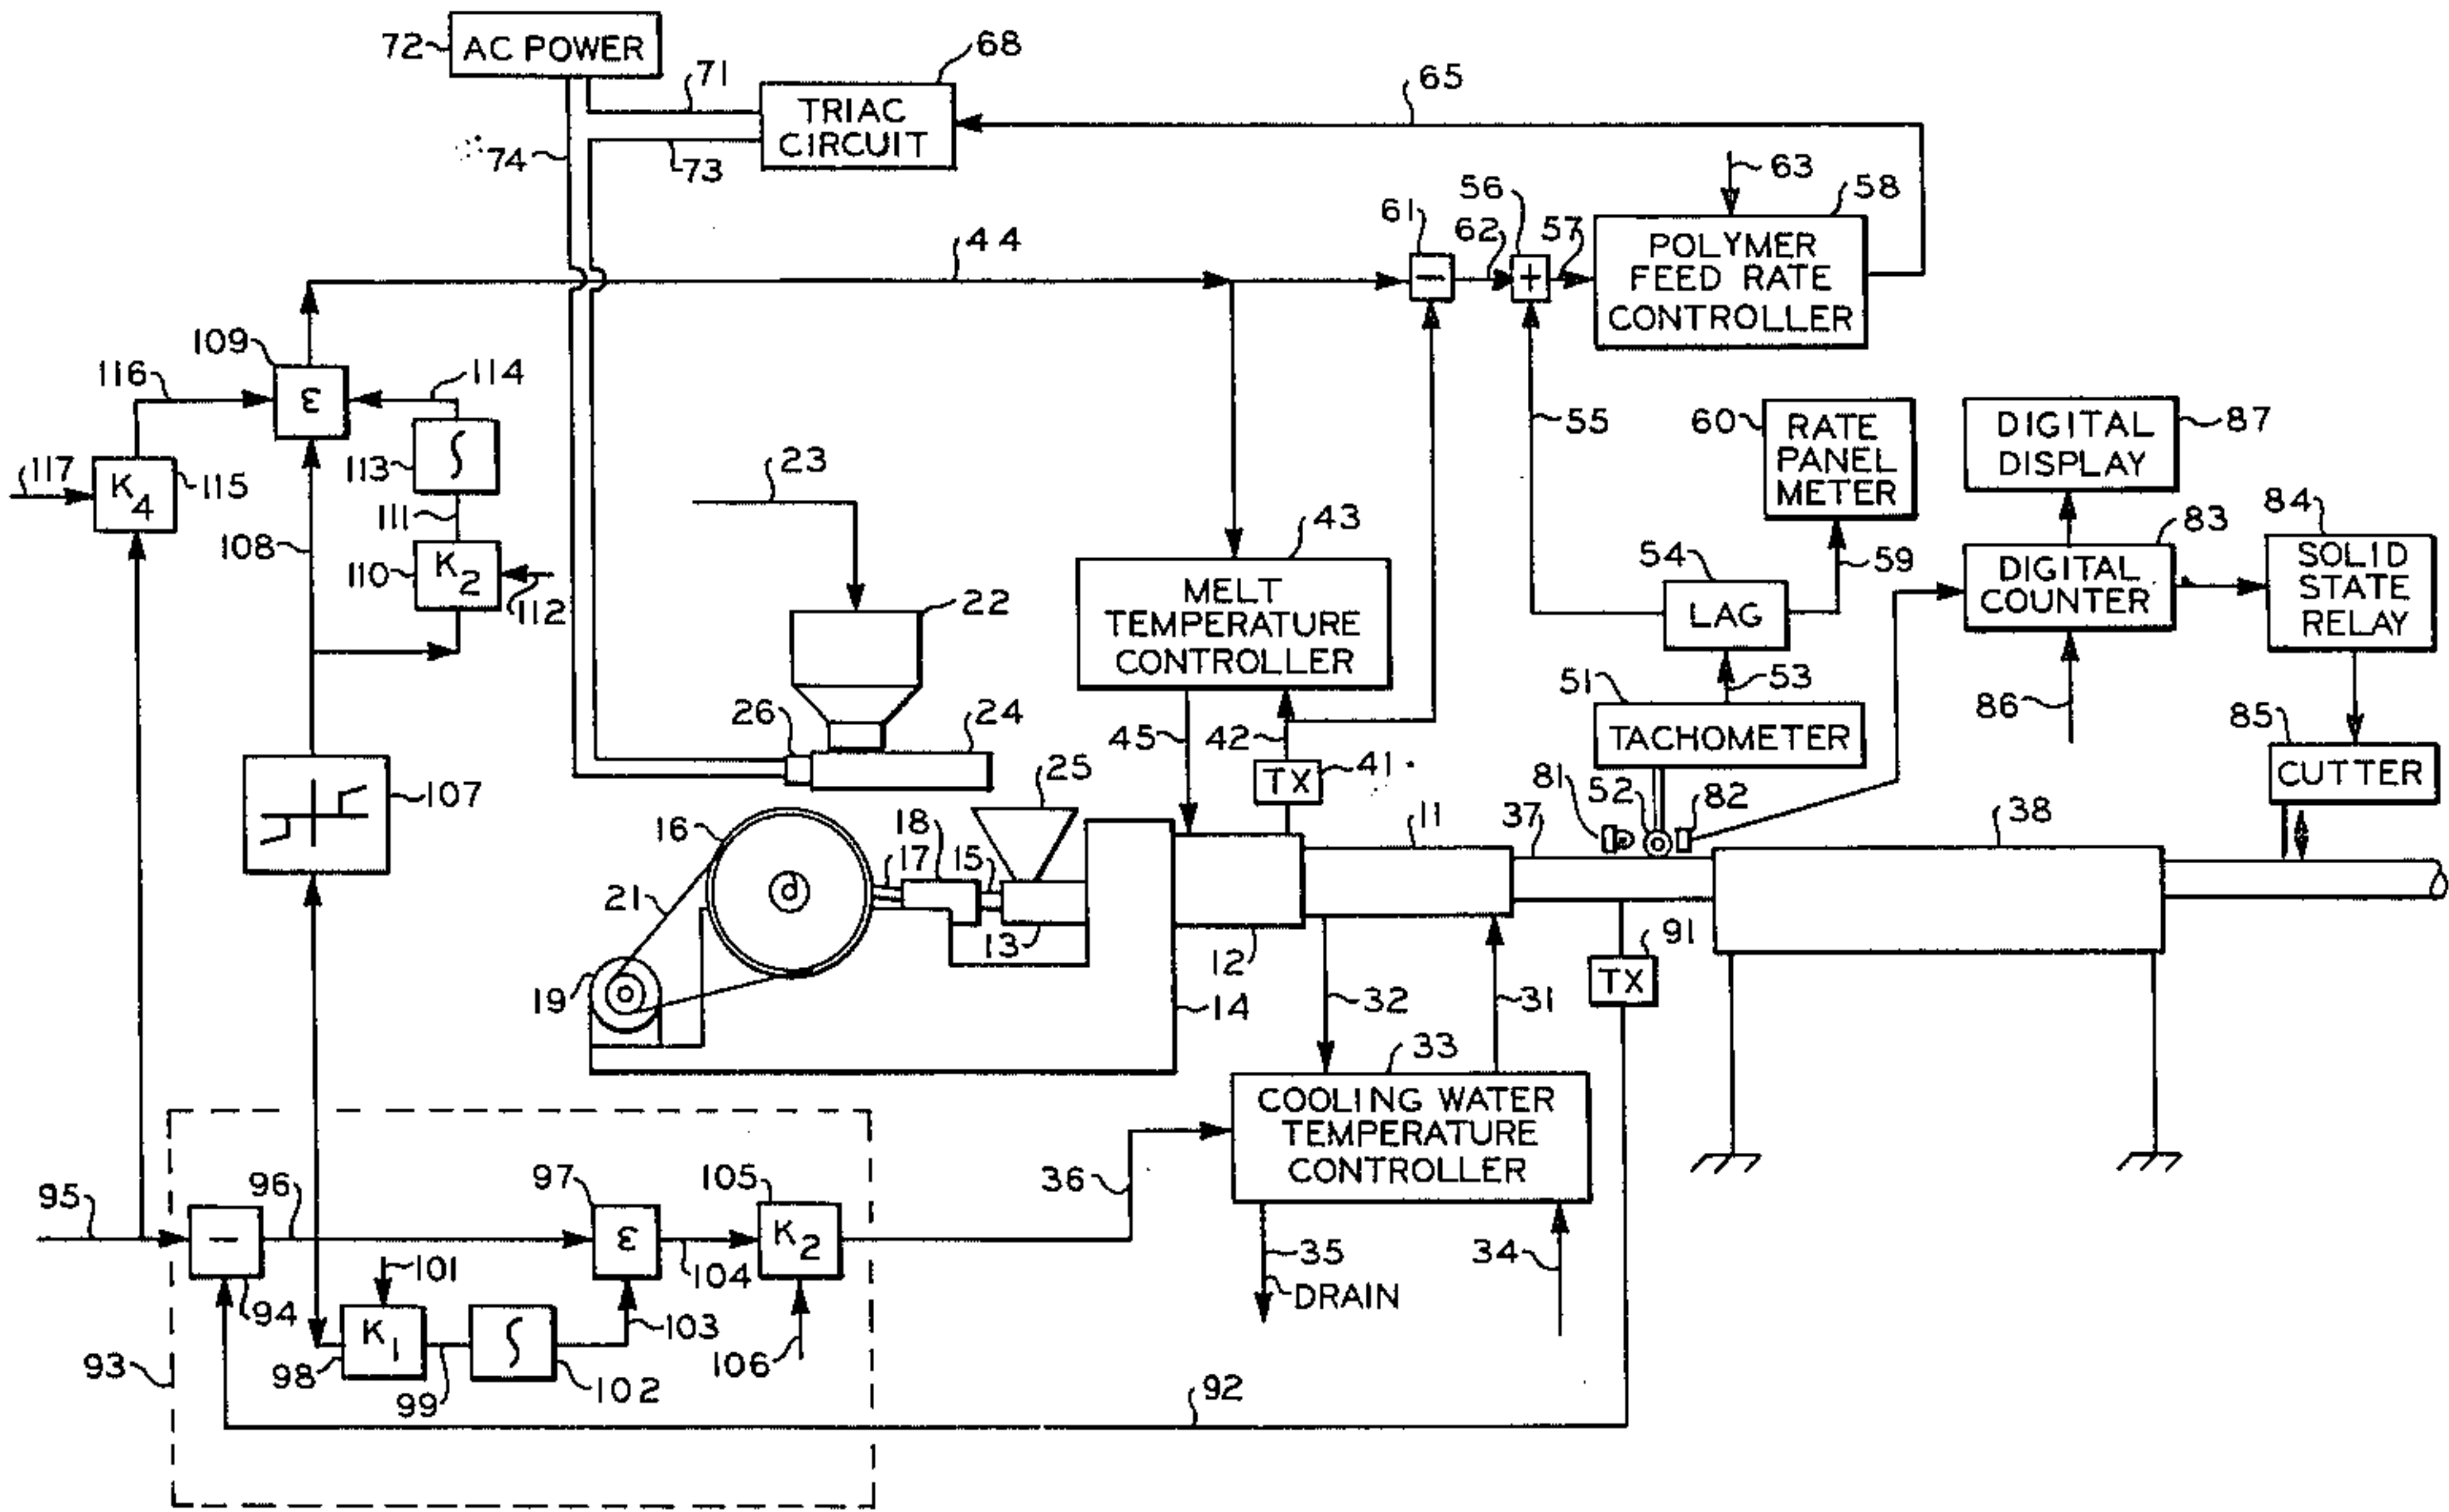 72 AC POWER
68
71
TRIAC
CIRCUIT
65
74
73
63
56
58
61
62
57
POLYMER
FEED RATE
CONTROLLER
44
109
116
114
ε
55
60
RATE
PANEL
METER
DIGITAL
DISPLAY
87
117
K4
115
113
∫
23
111
108
110
K2
112
43
MELT
TEMPERATURE
CONTROLLER
22
54
LAG
59
83
DIGITAL
COUNTER
84
SOLID
STATE
RELAY
53
51
TACHOMETER
86
26
24
45
42
TX
41
25
85
CUTTER
107
81
52
82
16
18
17
15
11
37
38
21
d
13
12
91
TX
19
14
32
31
33
COOLING WATER
TEMPERATURE
CONTROLLER
95
96
97
105
36
−
ε
K2
101
104
35
34
DRAIN
94
K1
∫
103
106
93
98
99
102
92